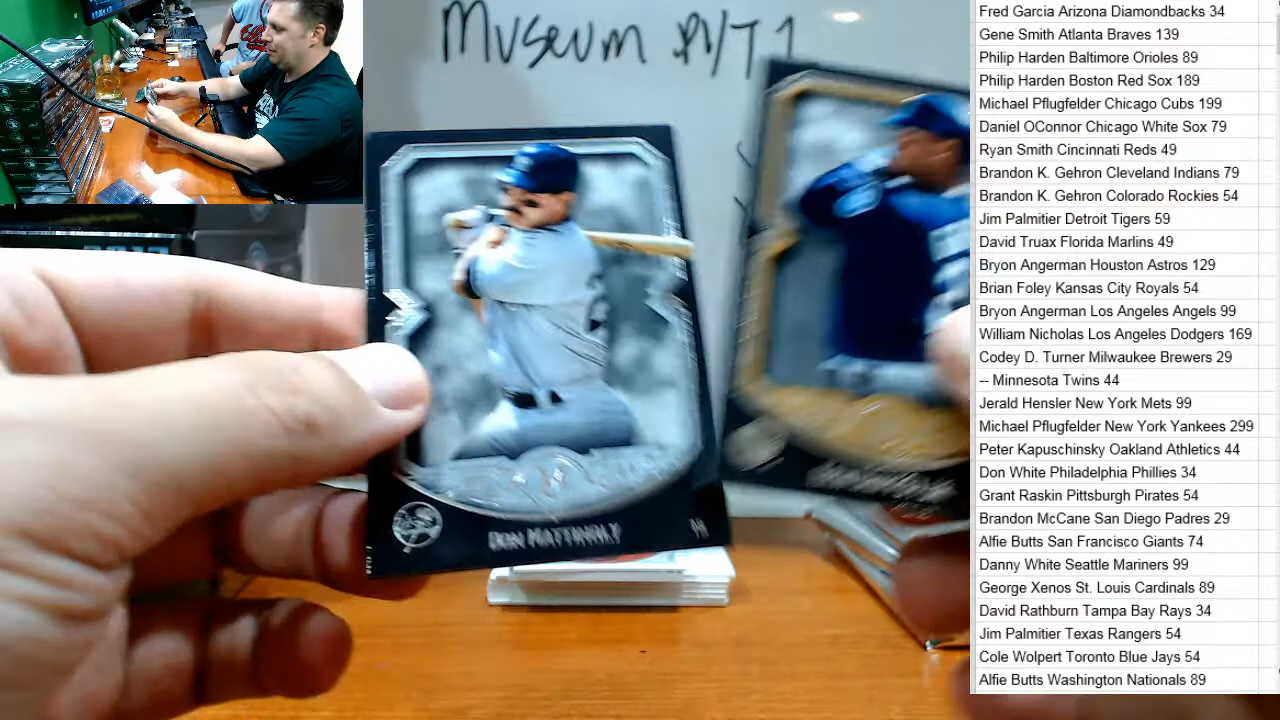 Museum
Fred Garcia Arizona Diamondbacks 34
Gene Smith Atlanta Braves 139
Philip Harden Baltimore Orioles 89
Philip Harden Boston Red Sox 189
Michael Pflugfelder Chicago Cubs 199
Daniel OConnor Chicago White Sox 79
Ryan Smith Cincinnati Reds 49
Brandon K. Gehron Cleveland Indians 79
Brandon K. Gehron Colorado Rockies 54
Jim Palmitier Detroit Tigers 59
David Truax Florida Marlins 49
Bryon Angerman Houston Astros 129
Brian Foley Kansas City Royals 54
Bryon Angerman Los Angeles Angels 99
William Nicholas Los Angeles Dodgers 169
Codey D. Turner Milwaukee Brewers 29
-- Minnesota Twins 44
Jerald Hensler New York Mets 99
Michael Pflugfelder New York Yankees 299
Peter Kapuschinsky Oakland Athletics 44
Don White Philadelphia Phillies 34
Grant Raskin Pittsburgh Pirates 54
Brandon McCane San Diego Padres 29
Alfie Butts San Francisco Giants 74
Danny White Seattle Mariners 99
George Xenos St. Louis Cardinals 89
David Rathburn Tampa Bay Rays 34
Jim Palmitier Texas Rangers 54
Cole Wolpert Toronto Blue Jays 54
Alfie Butts Washington Nationals 89
DON MATTINGLY